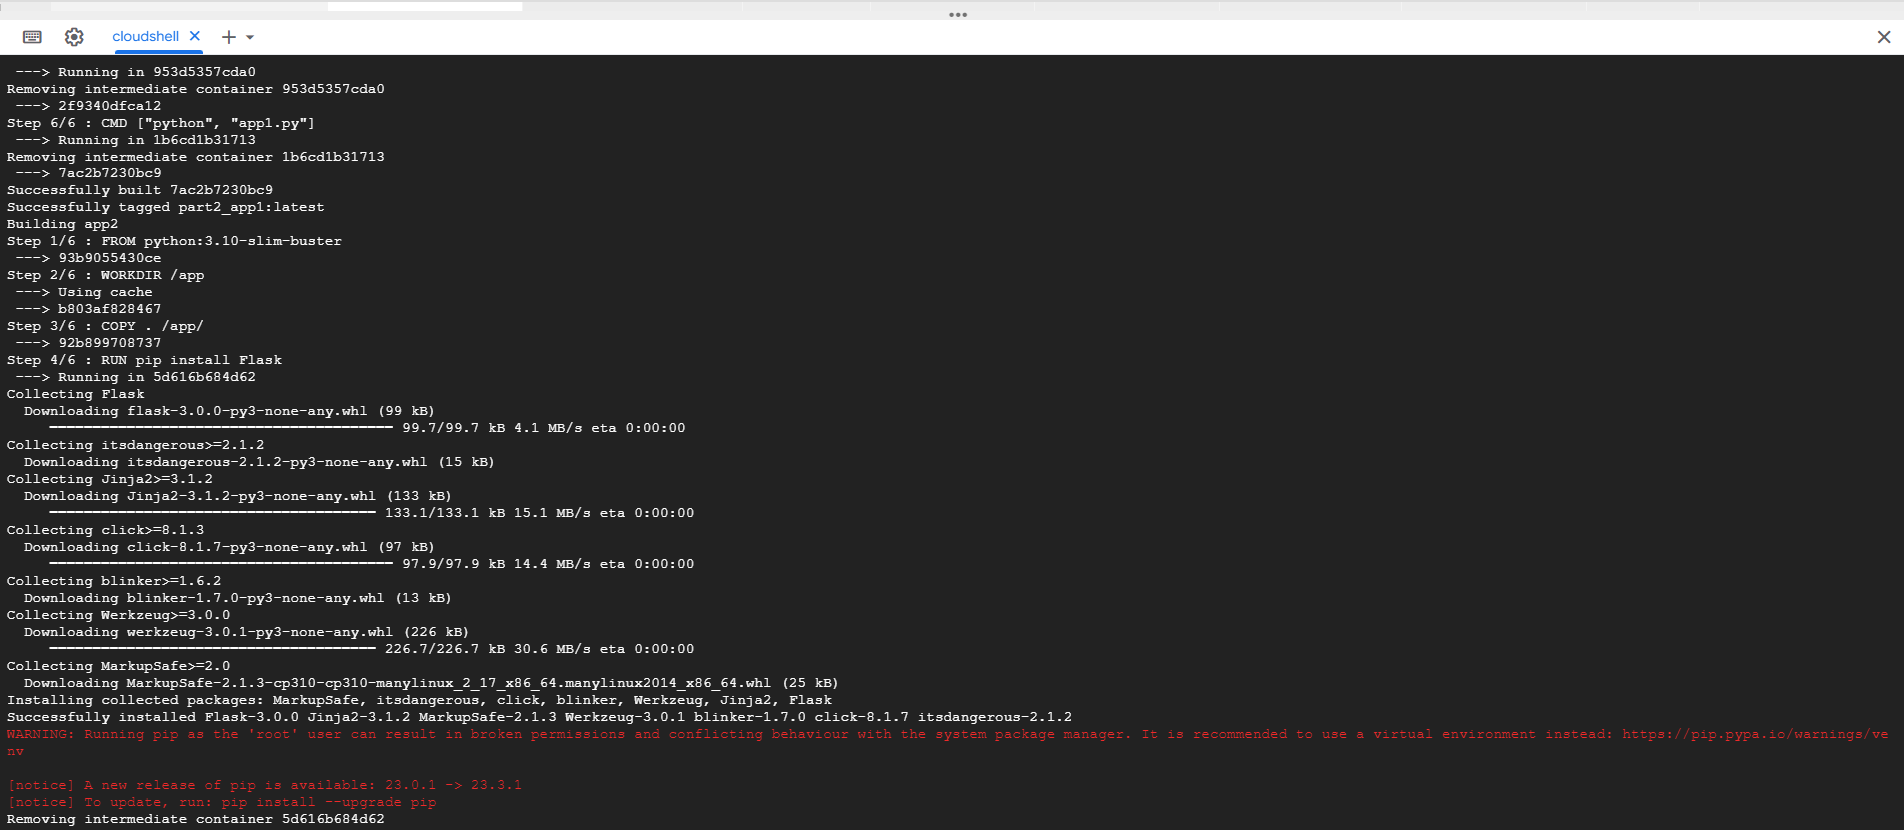 cloudshell
---> Running in 953d5357cda0
Removing intermediate container 953d5357cda0
---> 2f9340dfca12
Step 6/6 : CMD ["python", "app1.py"]
---> Running in 1b6cd1b31713
Removing intermediate container 1b6cd1b31713
---> 7ac2b7230bc9
Successfully built 7ac2b7230bc9
Successfully tagged part2_app1:latest
Building app2
Step 1/6 : FROM python:3.10-slim-buster
---> 93b9055430ce
Step 2/6 : WORKDIR /app
---> Using cache
---> b803af828467
Step 3/6 : COPY . /app/
---> 92b899708737
Step 4/6 : RUN pip install Flask
---> Running in 5d616b684d62
Collecting Flask
Downloading flask-3.0.0-py3-none-any.whl (99 kB)
99.7/99.7 kB 4.1 MB/s eta 0:00:00
Collecting itsdangerous>=2.1.2
Downloading itsdangerous-2.1.2-py3-none-any.whl (15 kB)
Collecting Jinja2>=3.1.2
Downloading Jinja2-3.1.2-py3-none-any.whl (133 kB)
133.1/133.1 kB 15.1 MB/s eta 0:00:00
Collecting click>=8.1.3
Downloading click-8.1.7-py3-none-any.whl (97 kB)
97.9/97.9 kB 14.4 MB/s eta 0:00:00
Collecting blinker>=1.6.2
Downloading blinker-1.7.0-py3-none-any.whl (13 kB)
Collecting Werkzeug>=3.0.0
Downloading werkzeug-3.0.1-py3-none-any.whl (226 kB)
226.7/226.7 kB 30.6 MB/s eta 0:00:00
Collecting MarkupSafe>=2.0
Downloading MarkupSafe-2.1.3-cp310-cp310-manylinux_2_17_x86_64.manylinux2014_x86_64.whl (25 kB)
Installing collected packages: MarkupSafe, itsdangerous, click, blinker, Werkzeug, Jinja2, Flask
Successfully installed Flask-3.0.0 Jinja2-3.1.2 MarkupSafe-2.1.3 Werkzeug-3.0.1 blinker-1.7.0 click-8.1.7 itsdangerous-2.1.2
WARNING: Running pip as the 'root' user can result in broken permissions and conflicting behaviour with the system package manager. It is recommended to use a virtual environment instead: https://pip.pypa.io/warnings/ve
nv
[notice] A new release of pip is available: 23.0.1 -> 23.3.1
[notice] To update, run: pip install --upgrade pip
Removing intermediate container 5d616b684d62